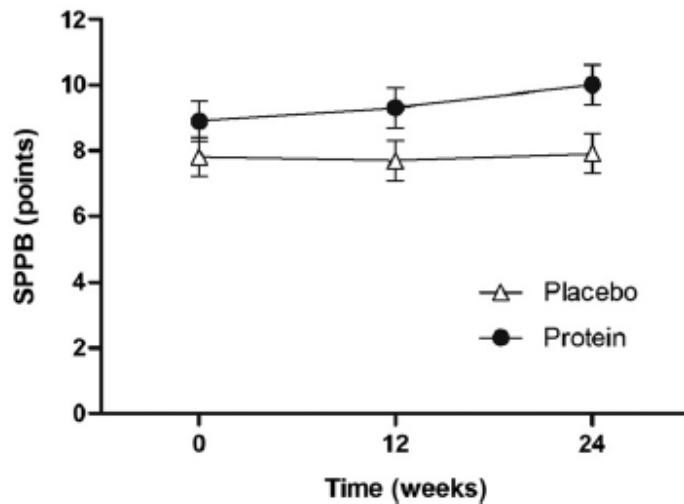 12
10
8
6
4
2
0
SPPB (points)
Placebo
Protein
0 12 24
Time (weeks)